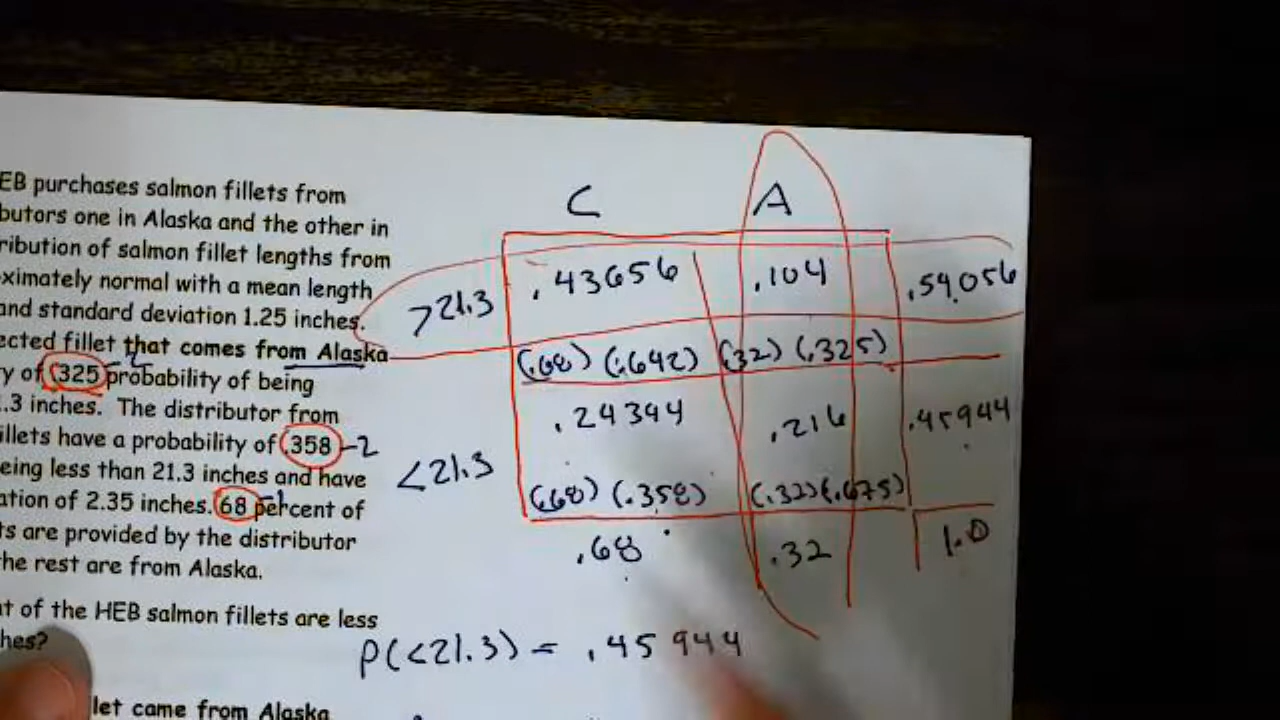 EB purchases salmon fillets from
butors one in Alaska and the other in
ribution of salmon fillet lengths from
ximately normal with a mean length
and standard deviation 1.25 inches.
ected fillet that comes from Alaska
y of .325 probability of being
.3 inches. The distributor from
illets have a probability of .358 -2
eing less than 21.3 inches and have
ation of 2.35 inches. 68 percent of
ts are provided by the distributor
the rest are from Alaska.
t of the HEB salmon fillets are less
hes?
let came from Alaska
C A
>21.3 .43656 .104 .54056
(.68) (.642) (32) (.325)
.24344 .216 .45944
<21.3
(.68) (.358) (.32)(.675)
.68 .32 1.0
P(<21.3) = .45944